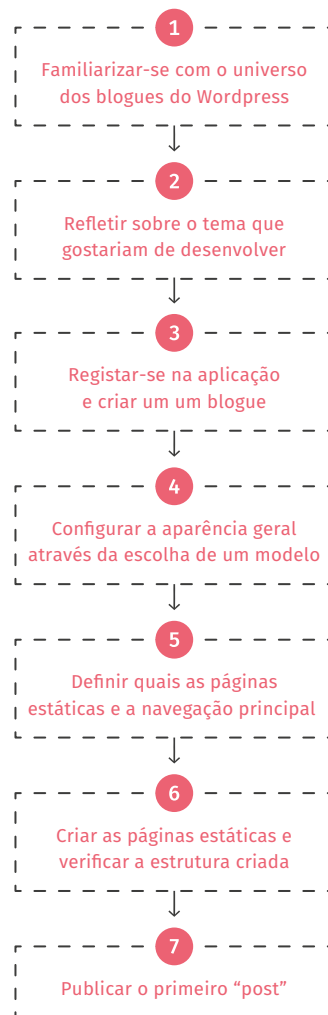 1
Familiarizar-se com o universo
dos blogues do Wordpress
2
Refletir sobre o tema que
gostariam de desenvolver
3
Registar-se na aplicação
e criar um um blogue
4
Configurar a aparência geral
através da escolha de um modelo
5
Definir quais as páginas
estáticas e a navegação principal
6
Criar as páginas estáticas e
verificar a estrutura criada
7
Publicar o primeiro “post”